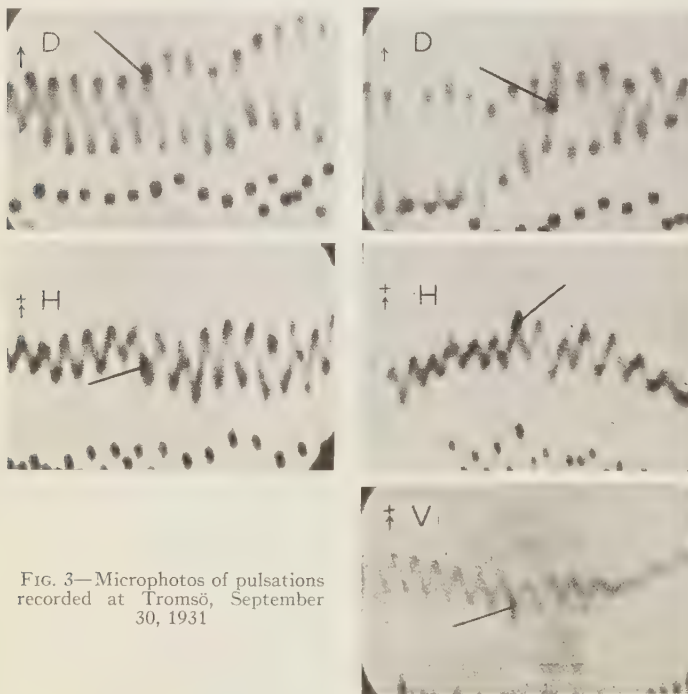 ↑ D
↑ D
+ ↑ H
+ ↑ H
+ ↑ V
FIG. 3—Microphotos of pulsations
recorded at Tromsö, September
30, 1931